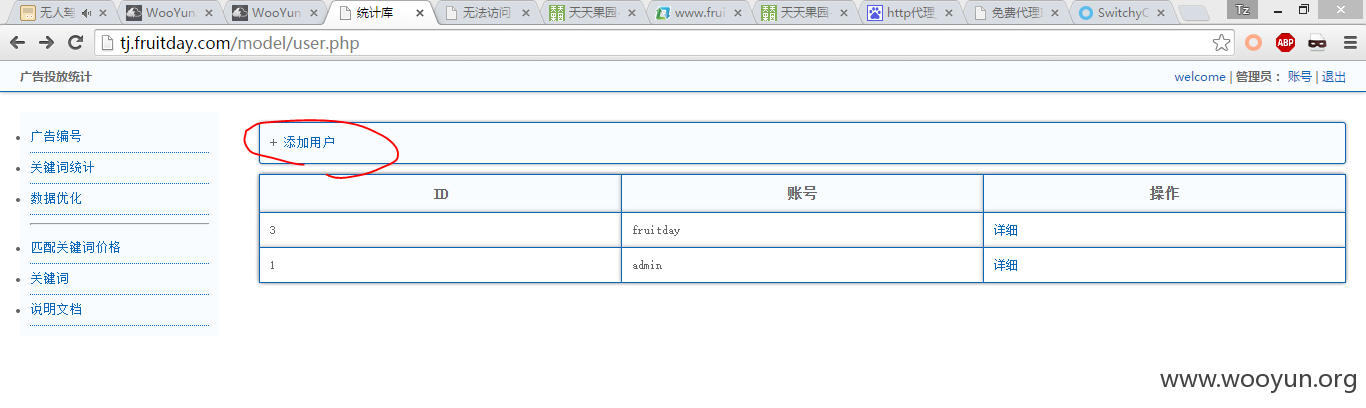 无人驾
WooYun.
WooYun
统计库
无法访问
天天果园-
www.frui
天天果园-
http代理_
免费代理I
SwitchyO
Tz
tj.fruitday.com/model/user.php
ABP
广告投放统计
welcome | 管理员： 账号 | 退出
广告编号
关键词统计
数据优化
匹配关键词价格
关键词
说明文档
+ 添加用户
ID 账号 操作
3 fruitday 详细
1 admin 详细
www.wooyun.org